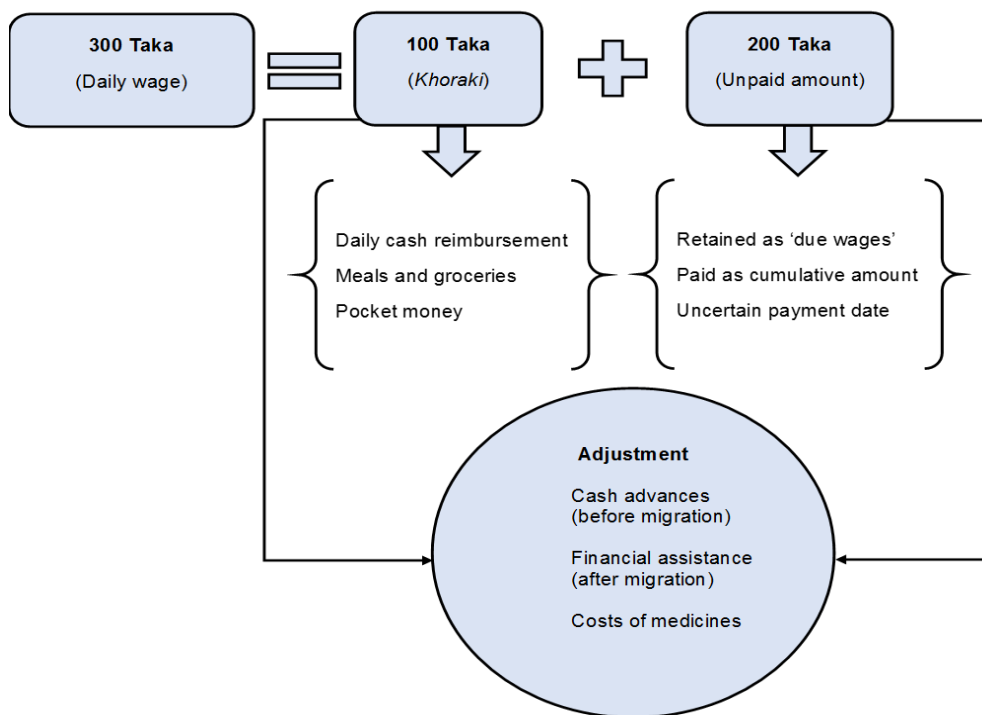 300 Taka
(Daily wage)
100 Taka
(Khoraki)
200 Taka
(Unpaid amount)
Daily cash reimbursement
Meals and groceries
Pocket money
Retained as ‘due wages’
Paid as cumulative amount
Uncertain payment date
Adjustment
Cash advances
(before migration)
Financial assistance
(after migration)
Costs of medicines